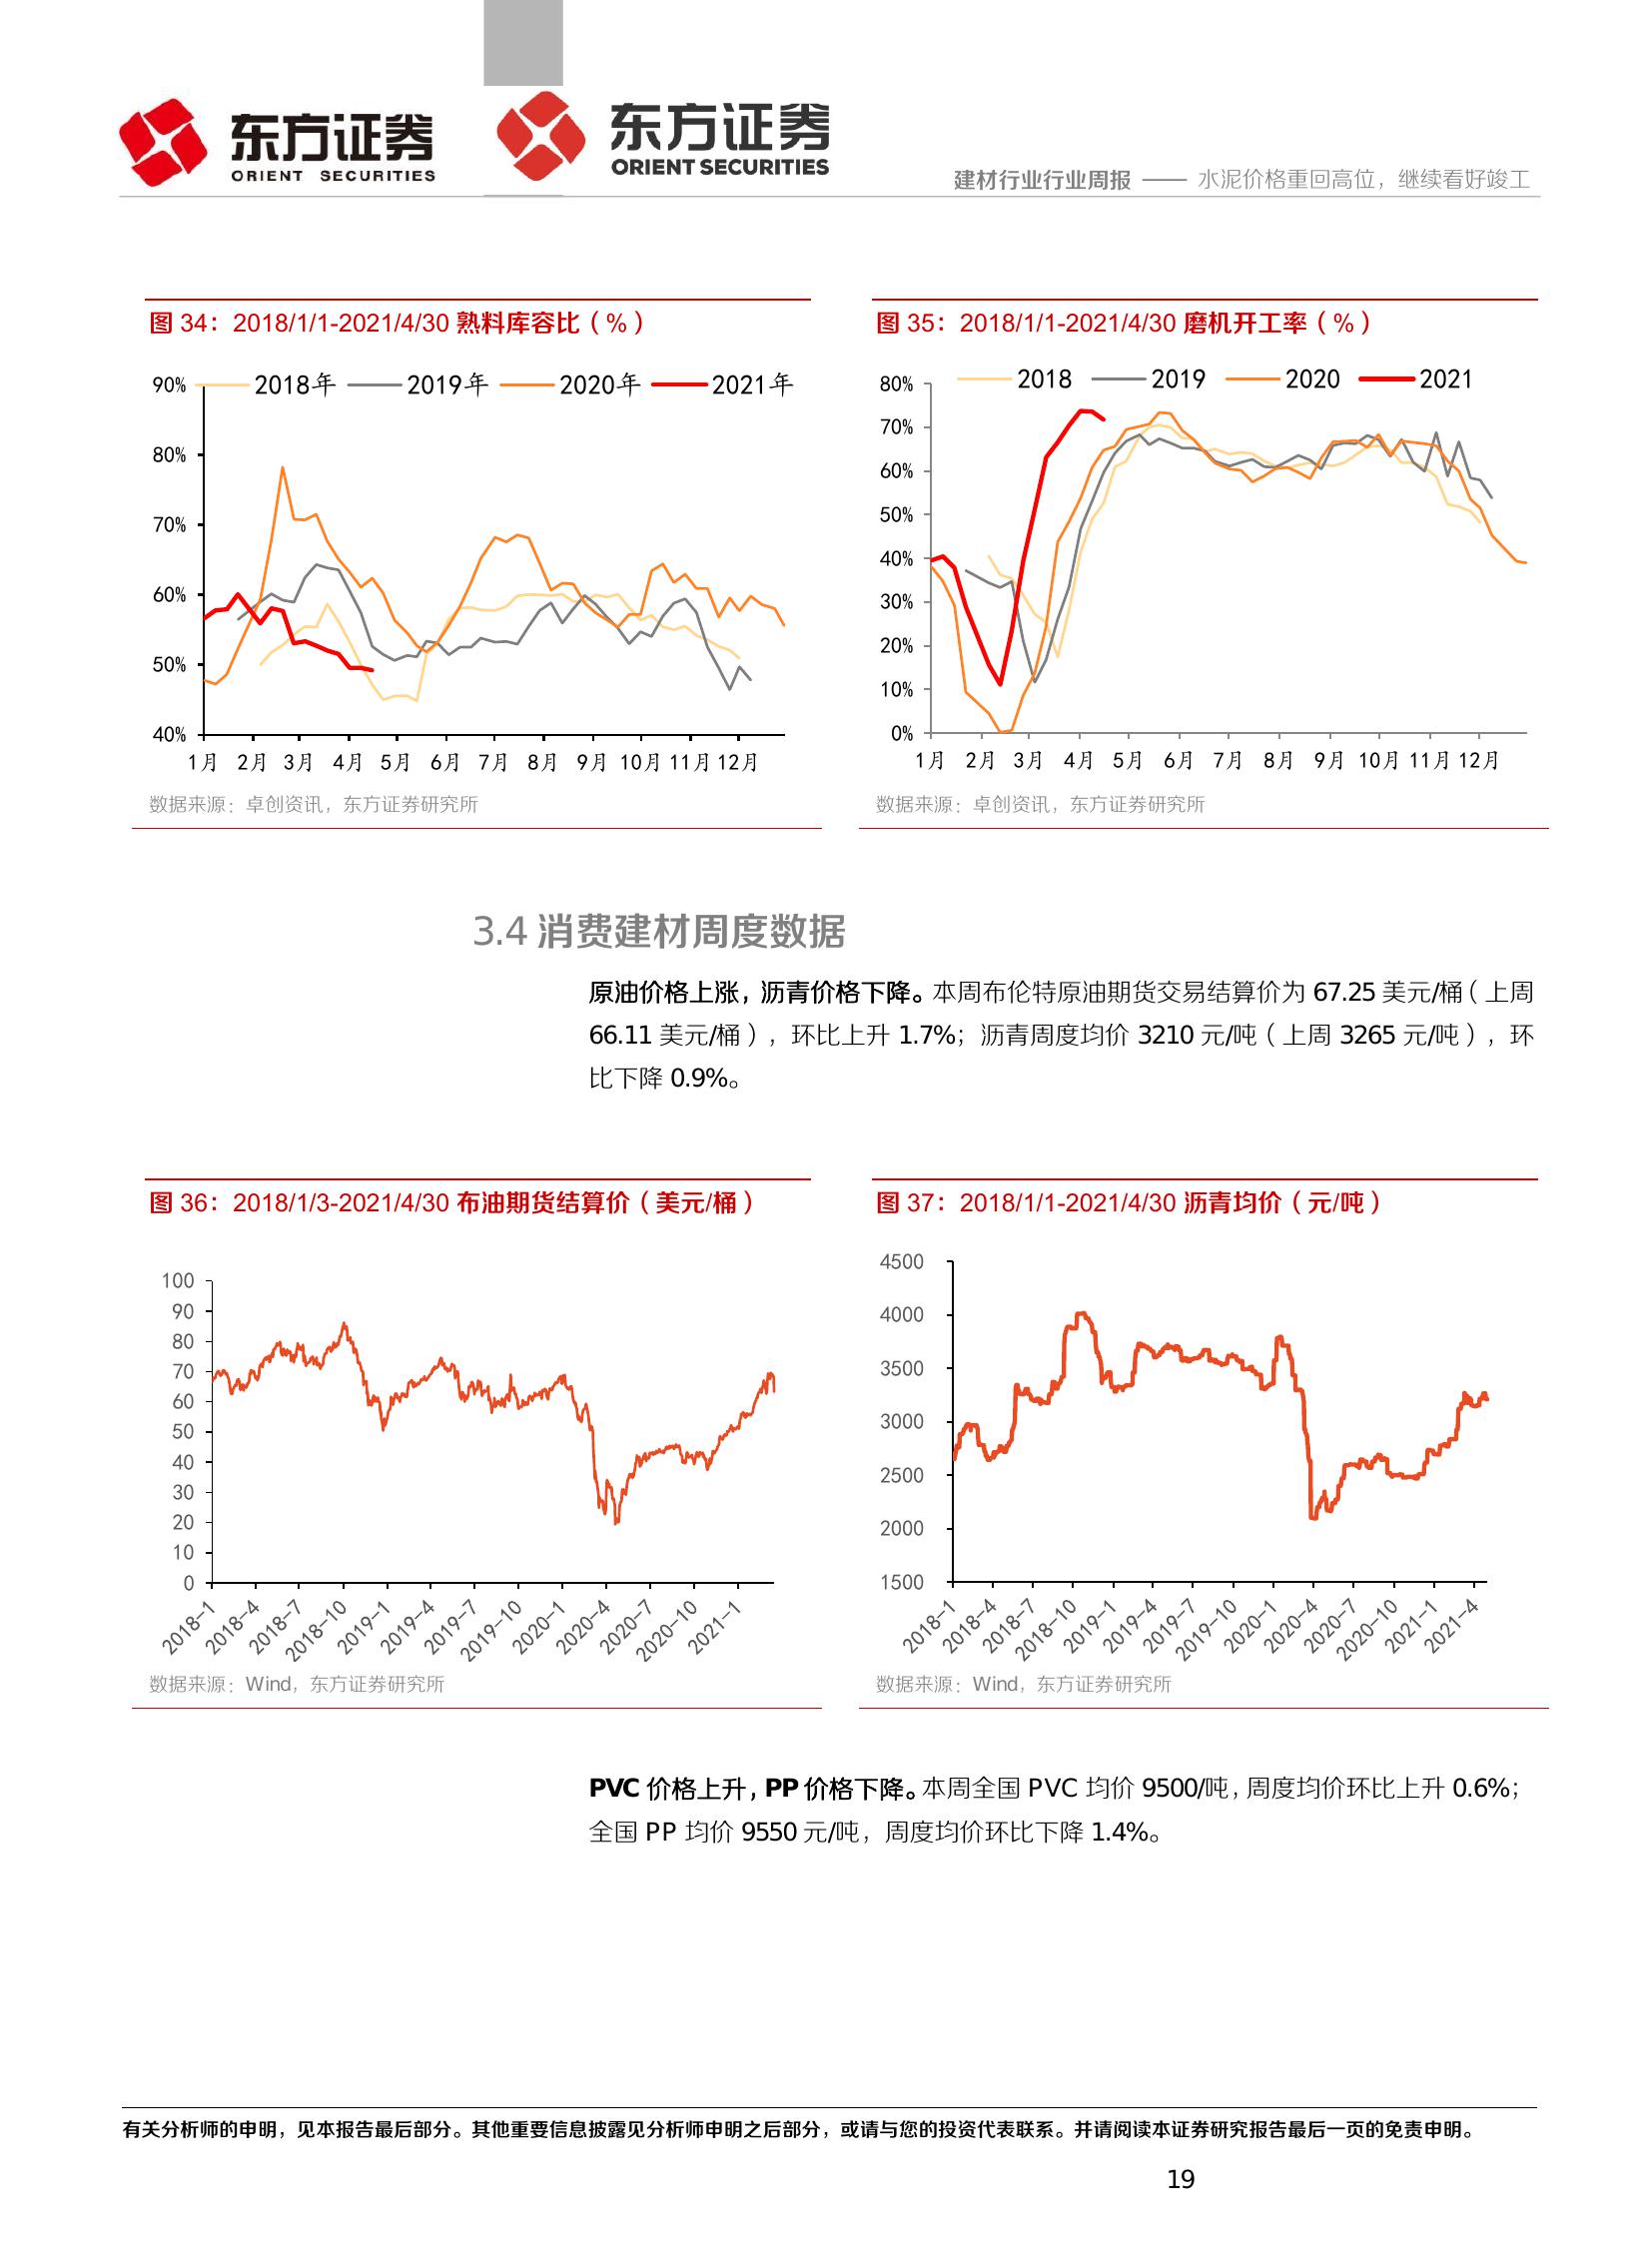 东方证券
ORIENT SECURITIES
东方证券
ORIENT SECURITIES
建材行业行业周报 —— 水泥价格重回高位，继续看好竣工
图 34：2018/1/1-2021/4/30 熟料库容比（%）
90%
80%
70%
60%
50%
40%
2018年 2019年 2020年 2021年
1月 2月 3月 4月 5月 6月 7月 8月 9月 10月 11月 12月
数据来源：卓创资讯，东方证券研究所
图 35：2018/1/1-2021/4/30 磨机开工率（%）
80%
70%
60%
50%
40%
30%
20%
10%
0%
2018 2019 2020 2021
1月 2月 3月 4月 5月 6月 7月 8月 9月 10月 11月 12月
数据来源：卓创资讯，东方证券研究所
3.4 消费建材周度数据
原油价格上涨，沥青价格下降。本周布伦特原油期货交易结算价为 67.25 美元/桶（上周
66.11 美元/桶），环比上升 1.7%；沥青周度均价 3210 元/吨（上周 3265 元/吨），环
比下降 0.9%。
图 36：2018/1/3-2021/4/30 布油期货结算价（美元/桶）
100
90
80
70
60
50
40
30
20
10
0
2018-1 2018-4 2018-7 2018-10 2019-1 2019-4 2019-7 2019-10 2020-1 2020-4 2020-7 2020-10 2021-1
数据来源：Wind，东方证券研究所
图 37：2018/1/1-2021/4/30 沥青均价（元/吨）
4500
4000
3500
3000
2500
2000
1500
2018-1 2018-4 2018-7 2018-10 2019-1 2019-4 2019-7 2019-10 2020-1 2020-4 2020-7 2020-10 2021-1 2021-4
数据来源：Wind，东方证券研究所
PVC 价格上升，PP 价格下降。本周全国 PVC 均价 9500/吨，周度均价环比上升 0.6%；
全国 PP 均价 9550 元/吨，周度均价环比下降 1.4%。
有关分析师的申明，见本报告最后部分。其他重要信息披露见分析师申明之后部分，或请与您的投资代表联系。并请阅读本证券研究报告最后一页的免责申明。
19